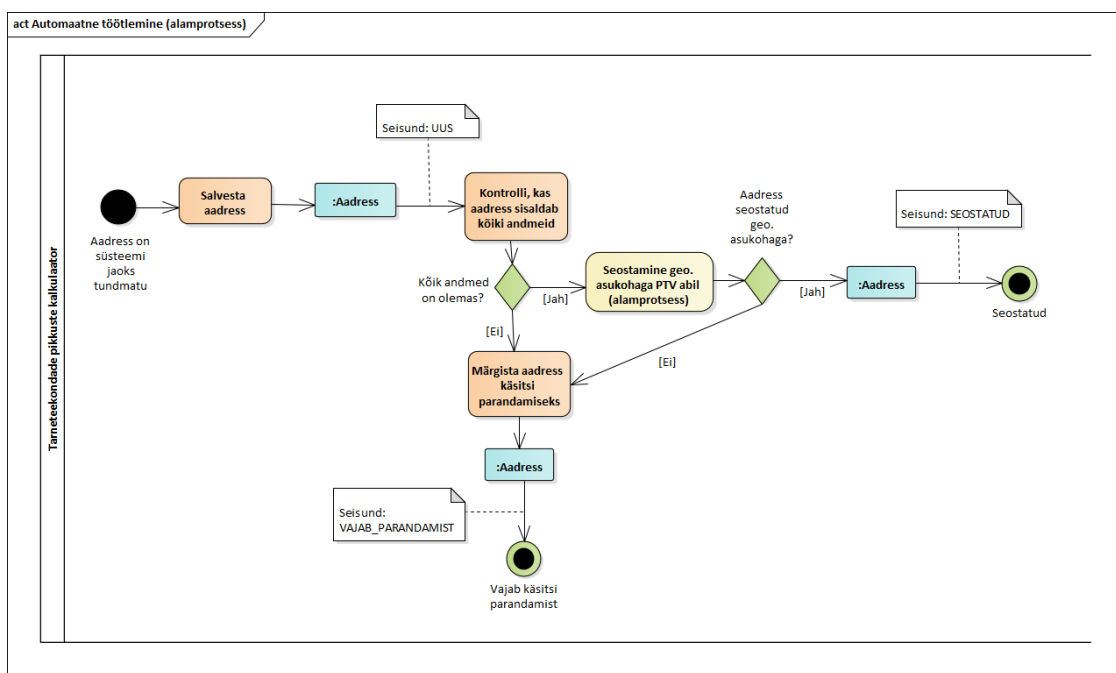 act Automaatne töötlemine (alamprotsess)
Tarneteekondade pikkuste kalkulaator
Aadress on
süsteemi
jaoks
tundmatu
Salvesta
aadress
:Aadress
Seisund: UUS
Kontrolli, kas
aadress sisaldab
kõiki andmeid
Kõik andmed
on olemas?
[Jah]
[Ei]
Seostamine geo.
asukohaga PTV abil
(alamprotsess)
Aadress
seostatud
geo.
asukohaga?
[Jah]
[Ei]
:Aadress
Seisund: SEOSTATUD
Seostatud
Märgista aadress
käsitsi
parandamiseks
:Aadress
Seisund:
VAJAB_PARANDAMIST
Vajab käsitsi
parandamist